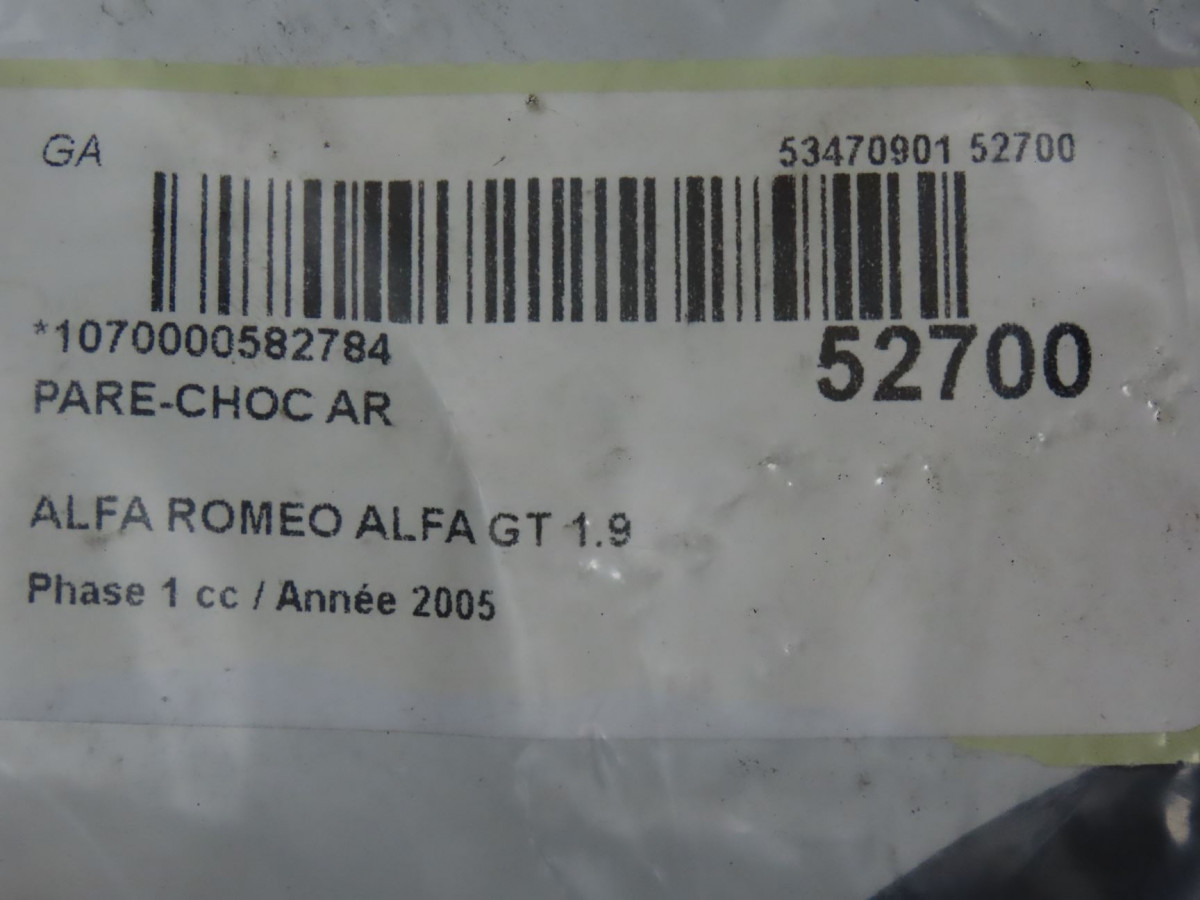 GA
53470901 52700
*1070000582784
52700
PARE-CHOC AR
ALFA ROMEO ALFA GT 1.9
Phase 1 cc / Année 2005